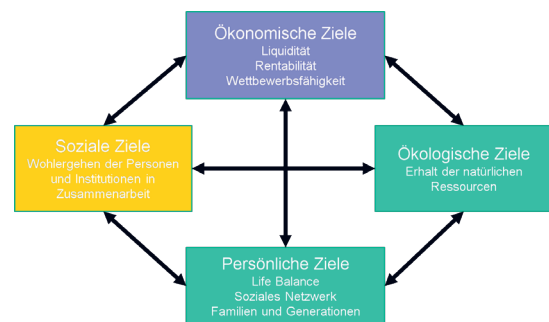 Ökonomische Ziele
Liquidität
Rentabilität
Wettbewerbsfähigkeit
Soziale Ziele
Wohlergehen der Personen
und Institutionen in
Zusammenarbeit
Ökologische Ziele
Erhalt der natürlichen
Ressourcen
Persönliche Ziele
Life Balance
Soziales Netzwerk
Familien und Generationen